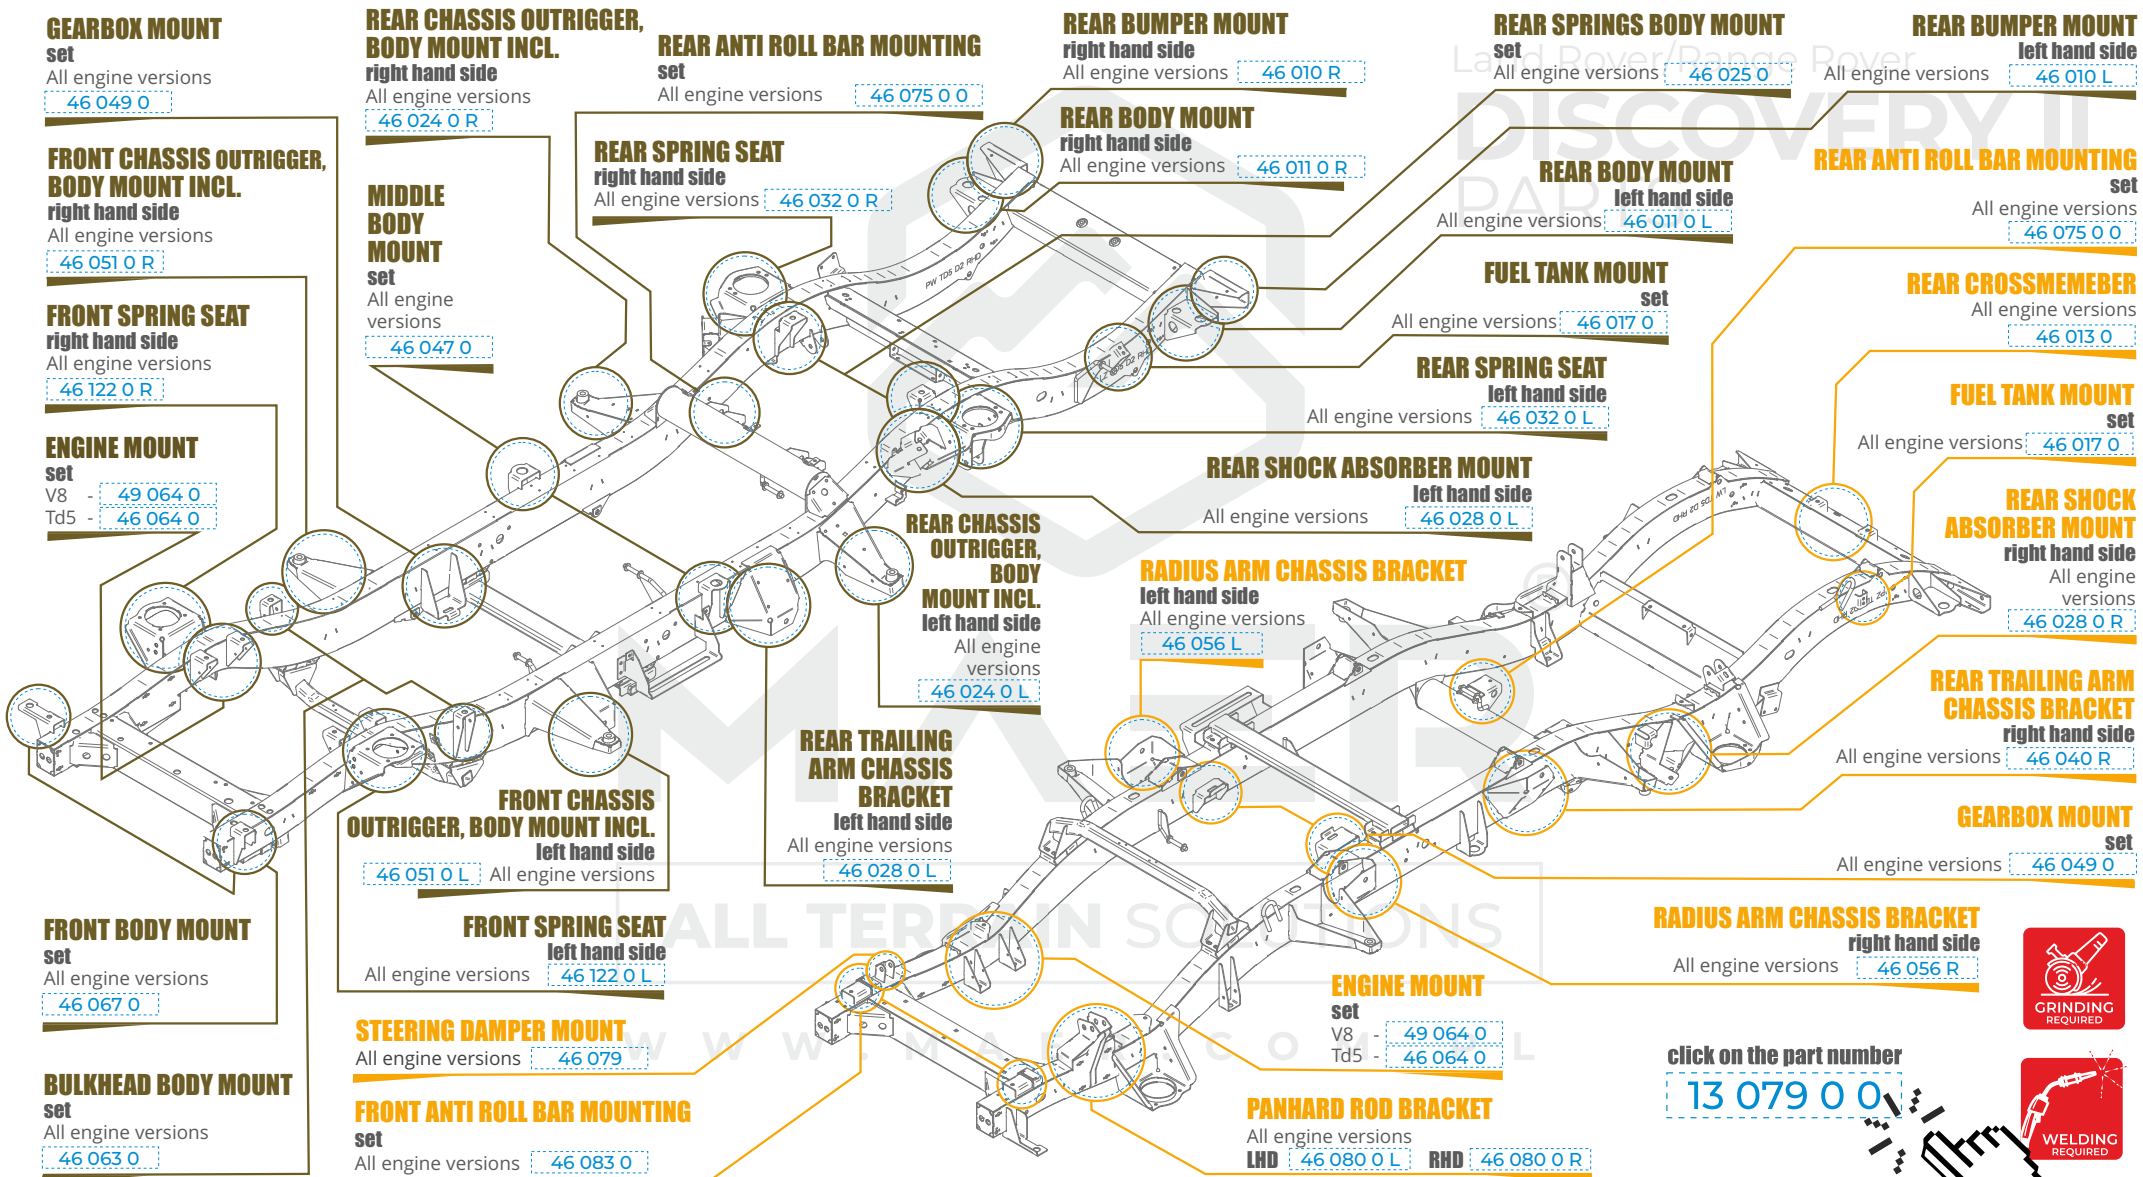 GEARBOX MOUNT
set
All engine versions
46 049 0
FRONT CHASSIS OUTRIGGER,
BODY MOUNT INCL.
right hand side
All engine versions
46 051 0 R
FRONT SPRING SEAT
right hand side
All engine versions
46 122 0 R
ENGINE MOUNT
set
V8 - 49 064 0
Td5 - 46 064 0
REAR CHASSIS OUTRIGGER,
BODY MOUNT INCL.
right hand side
All engine versions
46 024 0 R
MIDDLE
BODY
MOUNT
set
All engine
versions
46 047 0
REAR ANTI ROLL BAR MOUNTING
set
All engine versions 46 075 0 0
REAR SPRING SEAT
right hand side
All engine versions 46 032 0 R
REAR BUMPER MOUNT
right hand side
All engine versions 46 010 R
REAR BODY MOUNT
right hand side
All engine versions 46 011 0 R
REAR SPRINGS BODY MOUNT
set
All engine versions 46 025 0
REAR BUMPER MOUNT
left hand side
All engine versions 46 010 L
Land Rover/Range Rover
DISCOVERY II
PARTS
REAR BODY MOUNT
left hand side
All engine versions 46 011 0 L
FUEL TANK MOUNT
set
All engine versions 46 017 0
REAR SPRING SEAT
left hand side
All engine versions 46 032 0 L
REAR SHOCK ABSORBER MOUNT
left hand side
All engine versions 46 028 0 L
REAR ANTI ROLL BAR MOUNTING
set
All engine versions
46 075 0 0
REAR CROSSMEMEBER
All engine versions
46 013 0
FUEL TANK MOUNT
set
All engine versions 46 017 0
REAR SHOCK
ABSORBER MOUNT
right hand side
All engine
versions
46 028 0 R
REAR TRAILING ARM
CHASSIS BRACKET
right hand side
All engine versions 46 040 R
GEARBOX MOUNT
set
All engine versions 46 049 0
RADIUS ARM CHASSIS BRACKET
right hand side
All engine versions 46 056 R
REAR CHASSIS
OUTRIGGER,
BODY
MOUNT INCL.
left hand side
All engine
versions
46 024 0 L
RADIUS ARM CHASSIS BRACKET
left hand side
All engine versions
46 056 L
REAR TRAILING
ARM CHASSIS
BRACKET
left hand side
All engine versions
46 028 0 L
FRONT CHASSIS
OUTRIGGER, BODY MOUNT INCL.
left hand side
46 051 0 L All engine versions
FRONT SPRING SEAT
left hand side
All engine versions 46 122 0 L
FRONT BODY MOUNT
set
All engine versions
46 067 0
BULKHEAD BODY MOUNT
set
All engine versions
46 063 0
STEERING DAMPER MOUNT
All engine versions 46 079
FRONT ANTI ROLL BAR MOUNTING
set
All engine versions 46 083 0
ENGINE MOUNT
set
V8 - 49 064 0
Td5 - 46 064 0
PANHARD ROD BRACKET
All engine versions
LHD 46 080 0 L RHD 46 080 0 R
click on the part number
13 079 0 0
GRINDING
REQUIRED
WELDING
REQUIRED
PW TD5 D2 RHD
ALL TERRAIN SOLUTIONS